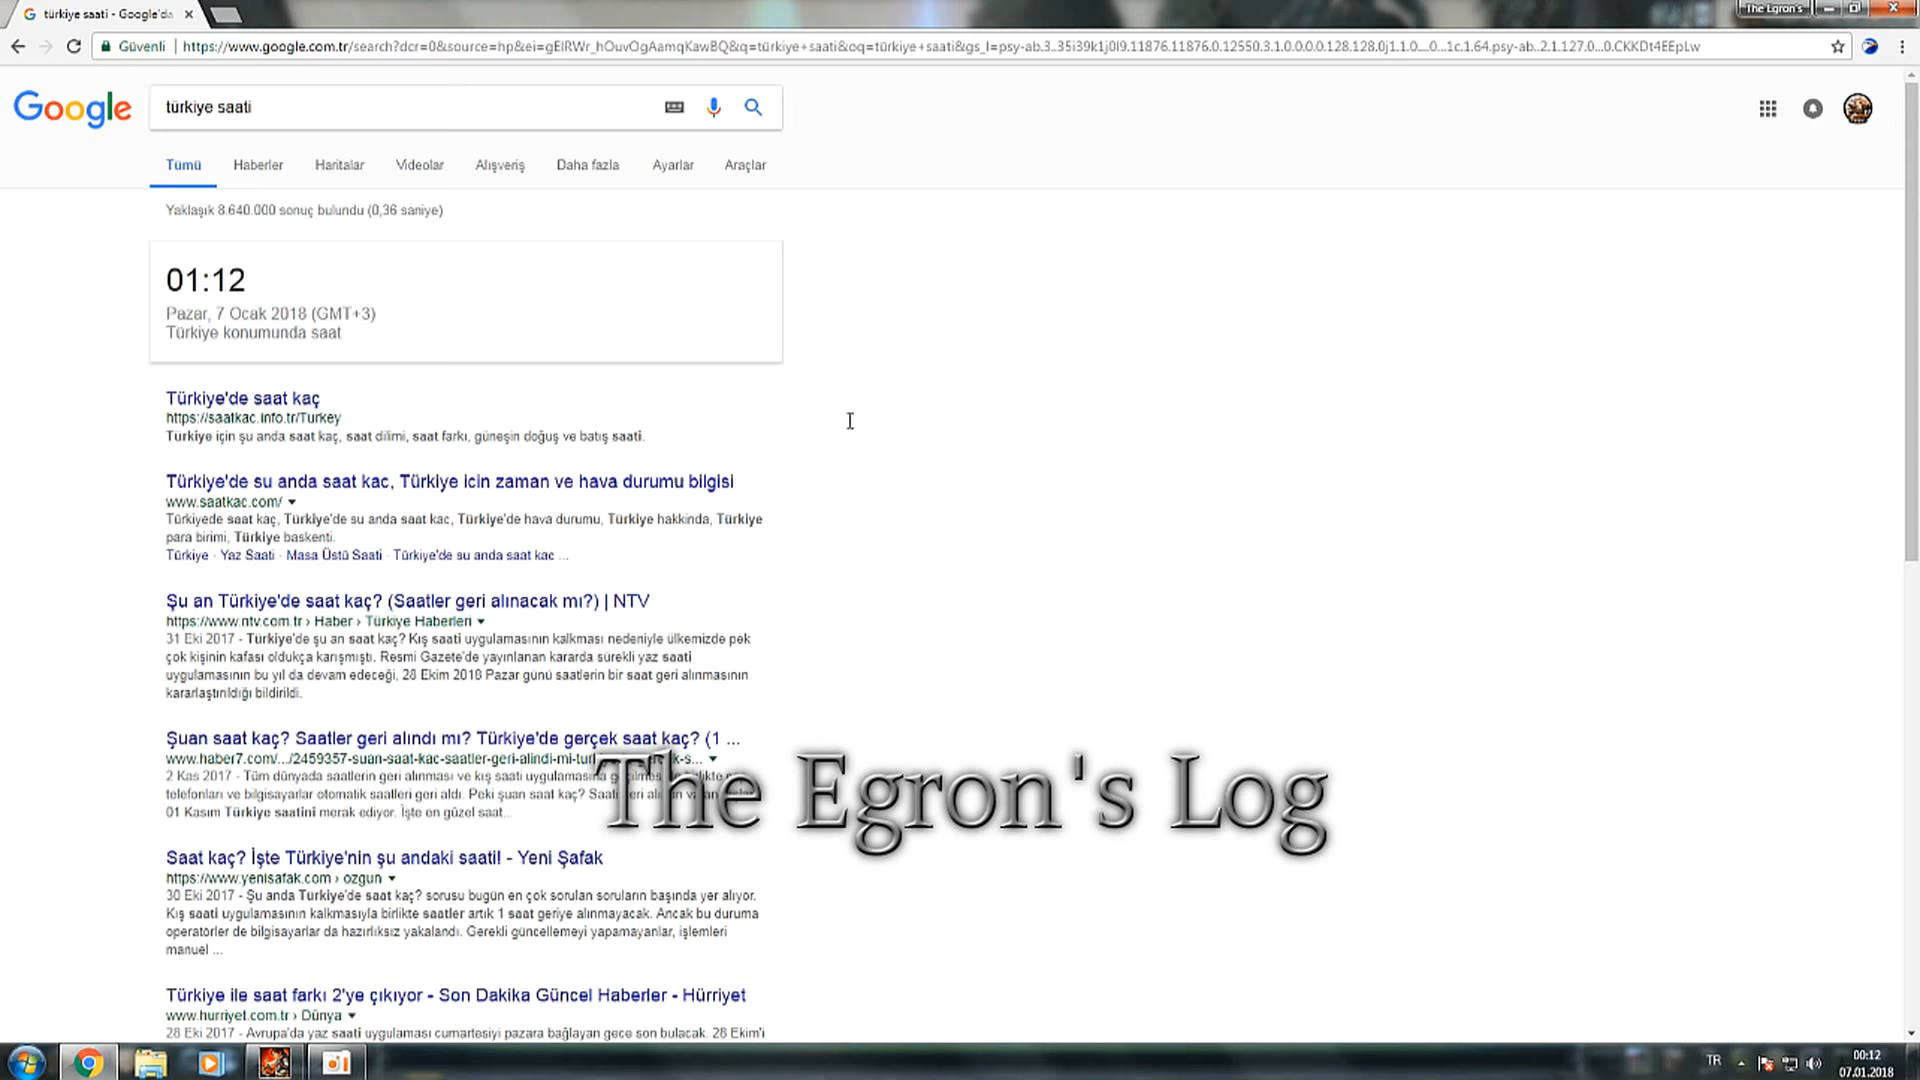 türkiye saati - Google'da
The Egron's
Güvenli
https://www.google.com.tr/search?dcr=0&source=hp&ei=gElRWr_hOuvOgAamqKawBQ&q=türkiye+saati&oq=türkiye+saati&gs_l=psy-ab.3..35i39k1j0l9.11876.11876.0.12550.3.1.0.0.0.0.128.128.0j1.1.0....0...1c.1.64.psy-ab..2.1.127.0...0.CKKDt4EEpLw
Google
türkiye saati
Tümü Haberler Haritalar Videolar Alışveriş Daha fazla Ayarlar Araçlar
Yaklaşık 8.640.000 sonuç bulundu (0,36 saniye)
01:12
Pazar, 7 Ocak 2018 (GMT+3)
Türkiye konumunda saat
Türkiye'de saat kaç
https://saatkac.info.tr/Turkey
Türkiye için şu anda saat kaç, saat dilimi, saat farkı, güneşin doğuş ve batış saati.
Türkiye'de su anda saat kac, Türkiye icin zaman ve hava durumu bilgisi
www.saatkac.com/
Türkiyede saat kaç, Türkiye'de su anda saat kac, Türkiye'de hava durumu, Türkiye hakkinda, Türkiye
para birimi, Türkiye baskenti.
Türkiye · Yaz Saati · Masa Üstü Saati · Türkiye'de su anda saat kac ...
Şu an Türkiye'de saat kaç? (Saatler geri alınacak mı?) | NTV
https://www.ntv.com.tr › Haber › Türkiye Haberleri
31 Eki 2017 - Türkiye'de şu an saat kaç? Kış saati uygulamasının kalkması nedeniyle ülkemizde pek
çok kişinin kafası oldukça karışmıştı. Resmi Gazete'de yayınlanan kararda sürekli yaz saati
uygulamasının bu yıl da devam edeceği, 28 Ekim 2018 Pazar günü saatlerin bir saat geri alınmasının
kararlaştırıldığı bildirildi.
Şuan saat kaç? Saatler geri alındı mı? Türkiye'de gerçek saat kaç? (1 ...
www.haber7.com/.../2459357-suan-saat-kac-saatler-geri-alindi-mi-tur
2 Kas 2017 - Tüm dünyada saatlerin geri alınması ve kış saati uygulamasına
telefonları ve bilgisayarlar otomatik saatleri geri aldı. Peki şuan saat kaç?
01 Kasım Türkiye saatini merak ediyor. İşte en güzel saat...
The Egron's Log
Saat kaç? İşte Türkiye'nin şu andaki saati! - Yeni Şafak
https://www.yenisafak.com › ozgun
30 Eki 2017 - Şu anda Türkiye'de saat kaç? sorusu bugün en çok sorulan soruların başında yer alıyor.
Kış saati uygulamasının kalkmasıyla birlikte saatler artık 1 saat geriye alınmayacak. Ancak bu duruma
operatörler de bilgisayarlar da hazırlıksız yakalandı. Gerekli güncellemeyi yapamayanlar, işlemleri
manuel ...
Türkiye ile saat farkı 2'ye çıkıyor - Son Dakika Güncel Haberler - Hürriyet
www.hurriyet.com.tr › Dünya
28 Eki 2017 - Avrupa'da yaz saati uygulaması cumartesiyi pazara bağlayan gece son bulacak. 28 Ekim'i
TR
00:12
07.01.2018